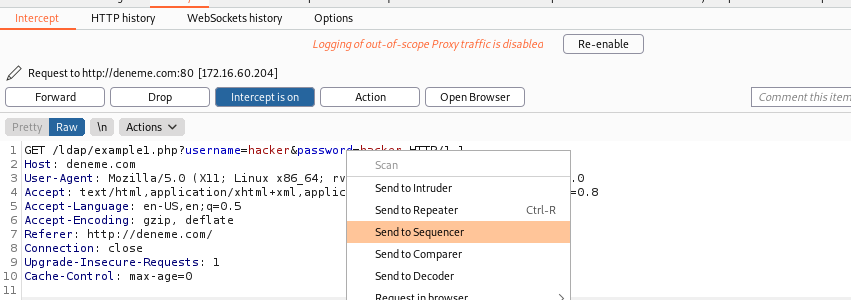 Intercept HTTP history WebSockets history Options
Logging of out-of-scope Proxy traffic is disabled Re-enable
Request to http://deneme.com:80 [172.16.60.204]
Forward Drop Intercept is on Action Open Browser Comment this item
Pretty Raw \n Actions
1 GET /ldap/example1.php?username=hacker&password=hacker HTTP/1.1
2 Host: deneme.com
3 User-Agent: Mozilla/5.0 (X11; Linux x86_64; rv .0
4 Accept: text/html,application/xhtml+xml,applic =0.8
5 Accept-Language: en-US,en;q=0.5
6 Accept-Encoding: gzip, deflate
7 Referer: http://deneme.com/
8 Connection: close
9 Upgrade-Insecure-Requests: 1
10 Cache-Control: max-age=0
11
Scan
Send to Intruder
Send to Repeater Ctrl-R
Send to Sequencer
Send to Comparer
Send to Decoder
Request in browser